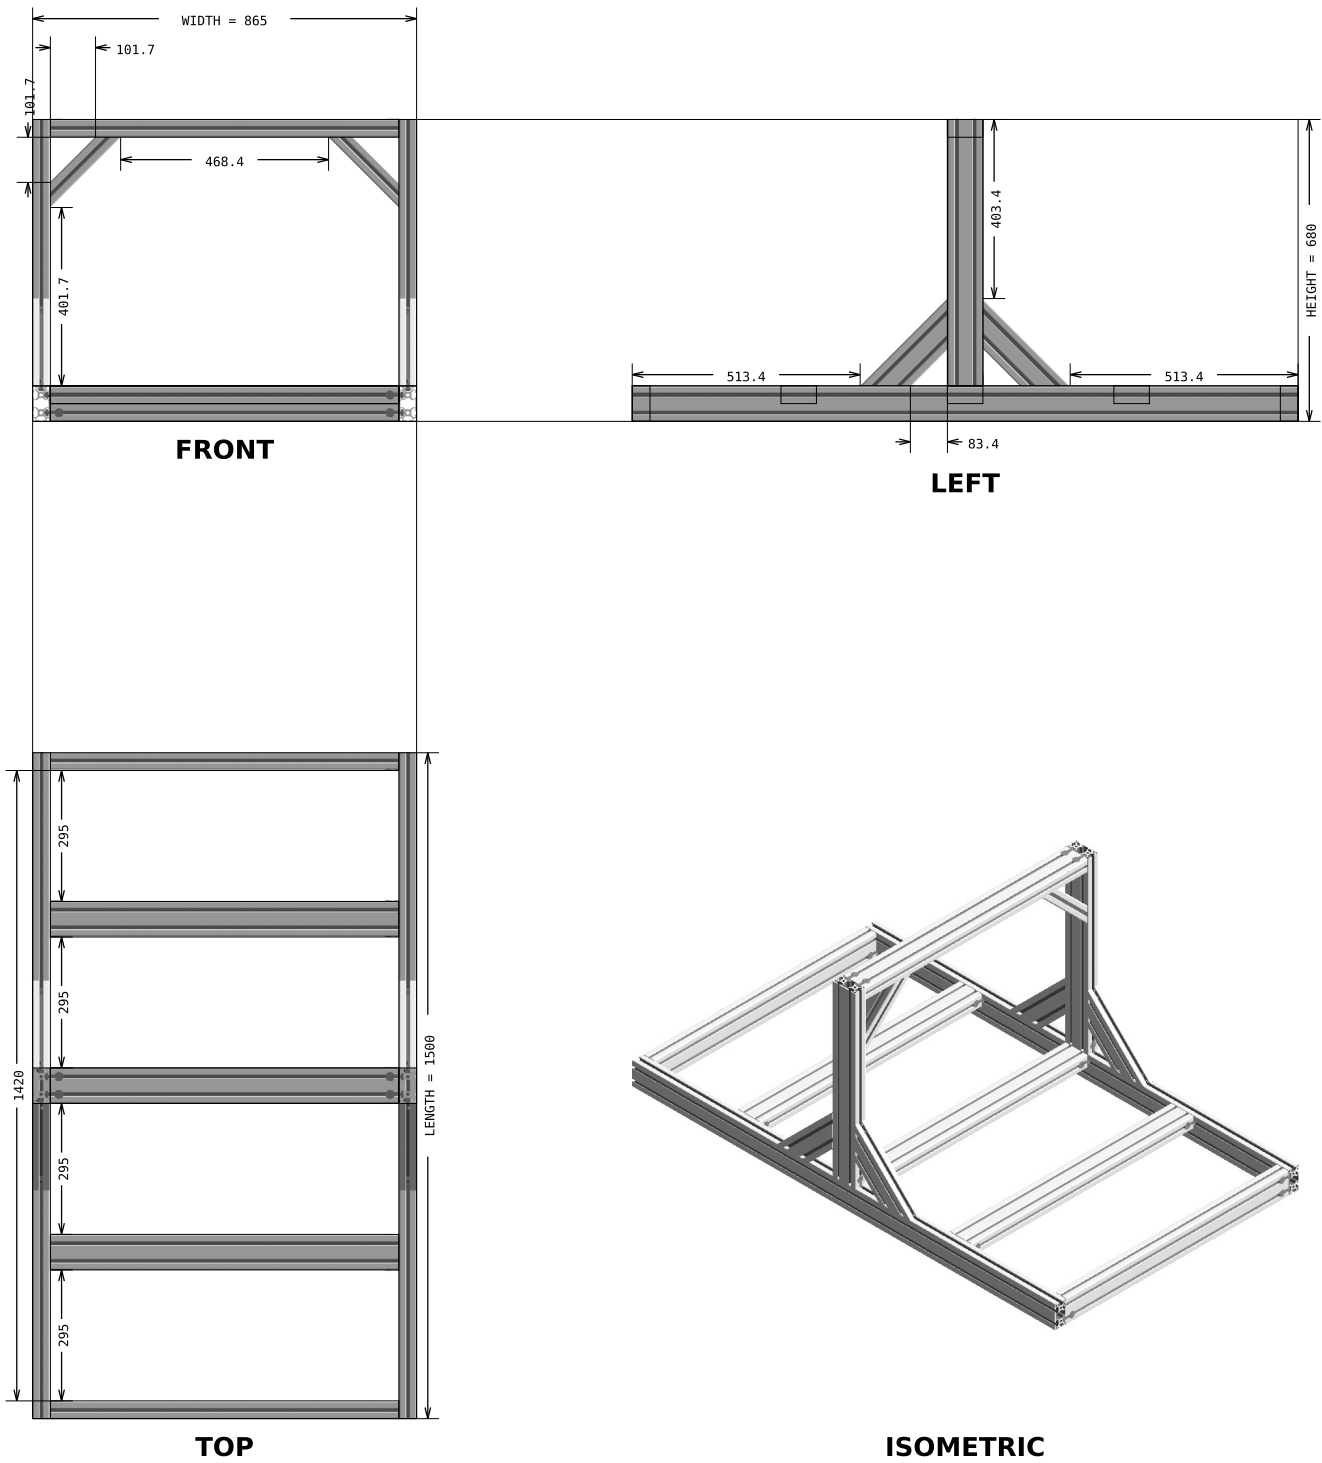 WIDTH = 865
101.7
101.7
468.4
401.7
FRONT
403.4
HEIGHT = 680
513.4
513.4
83.4
LEFT
295
295
1420
LENGTH = 1500
295
295
TOP
ISOMETRIC